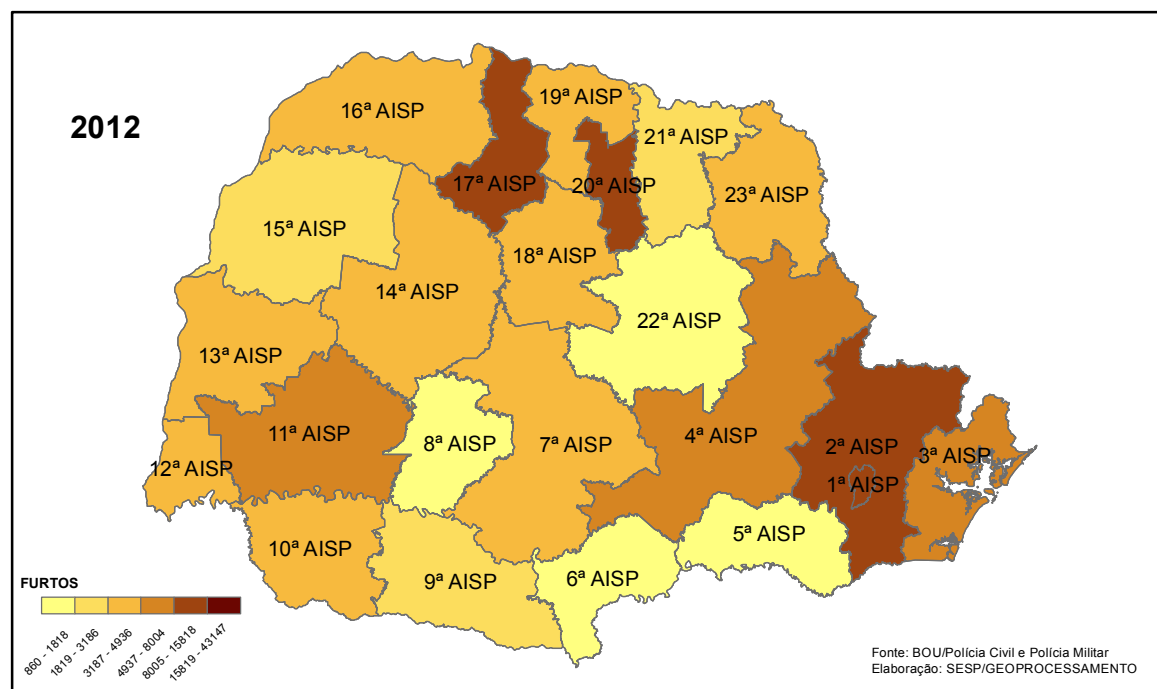 2012
16ª AISP
19ª AISP
21ª AISP
17ª AISP
20ª AISP
23ª AISP
15ª AISP
18ª AISP
14ª AISP
22ª AISP
13ª AISP
11ª AISP
8ª AISP
7ª AISP
4ª AISP
2ª AISP
3ª AISP
12ª AISP
1ª AISP
5ª AISP
10ª AISP
9ª AISP
6ª AISP
FURTOS
860 - 1818
1819 - 3186
3187 - 4936
4937 - 8004
8005 - 15818
15819 - 43147
Fonte: BOU/Polícia Civil e Polícia Militar
Elaboração: SESP/GEOPROCESSAMENTO